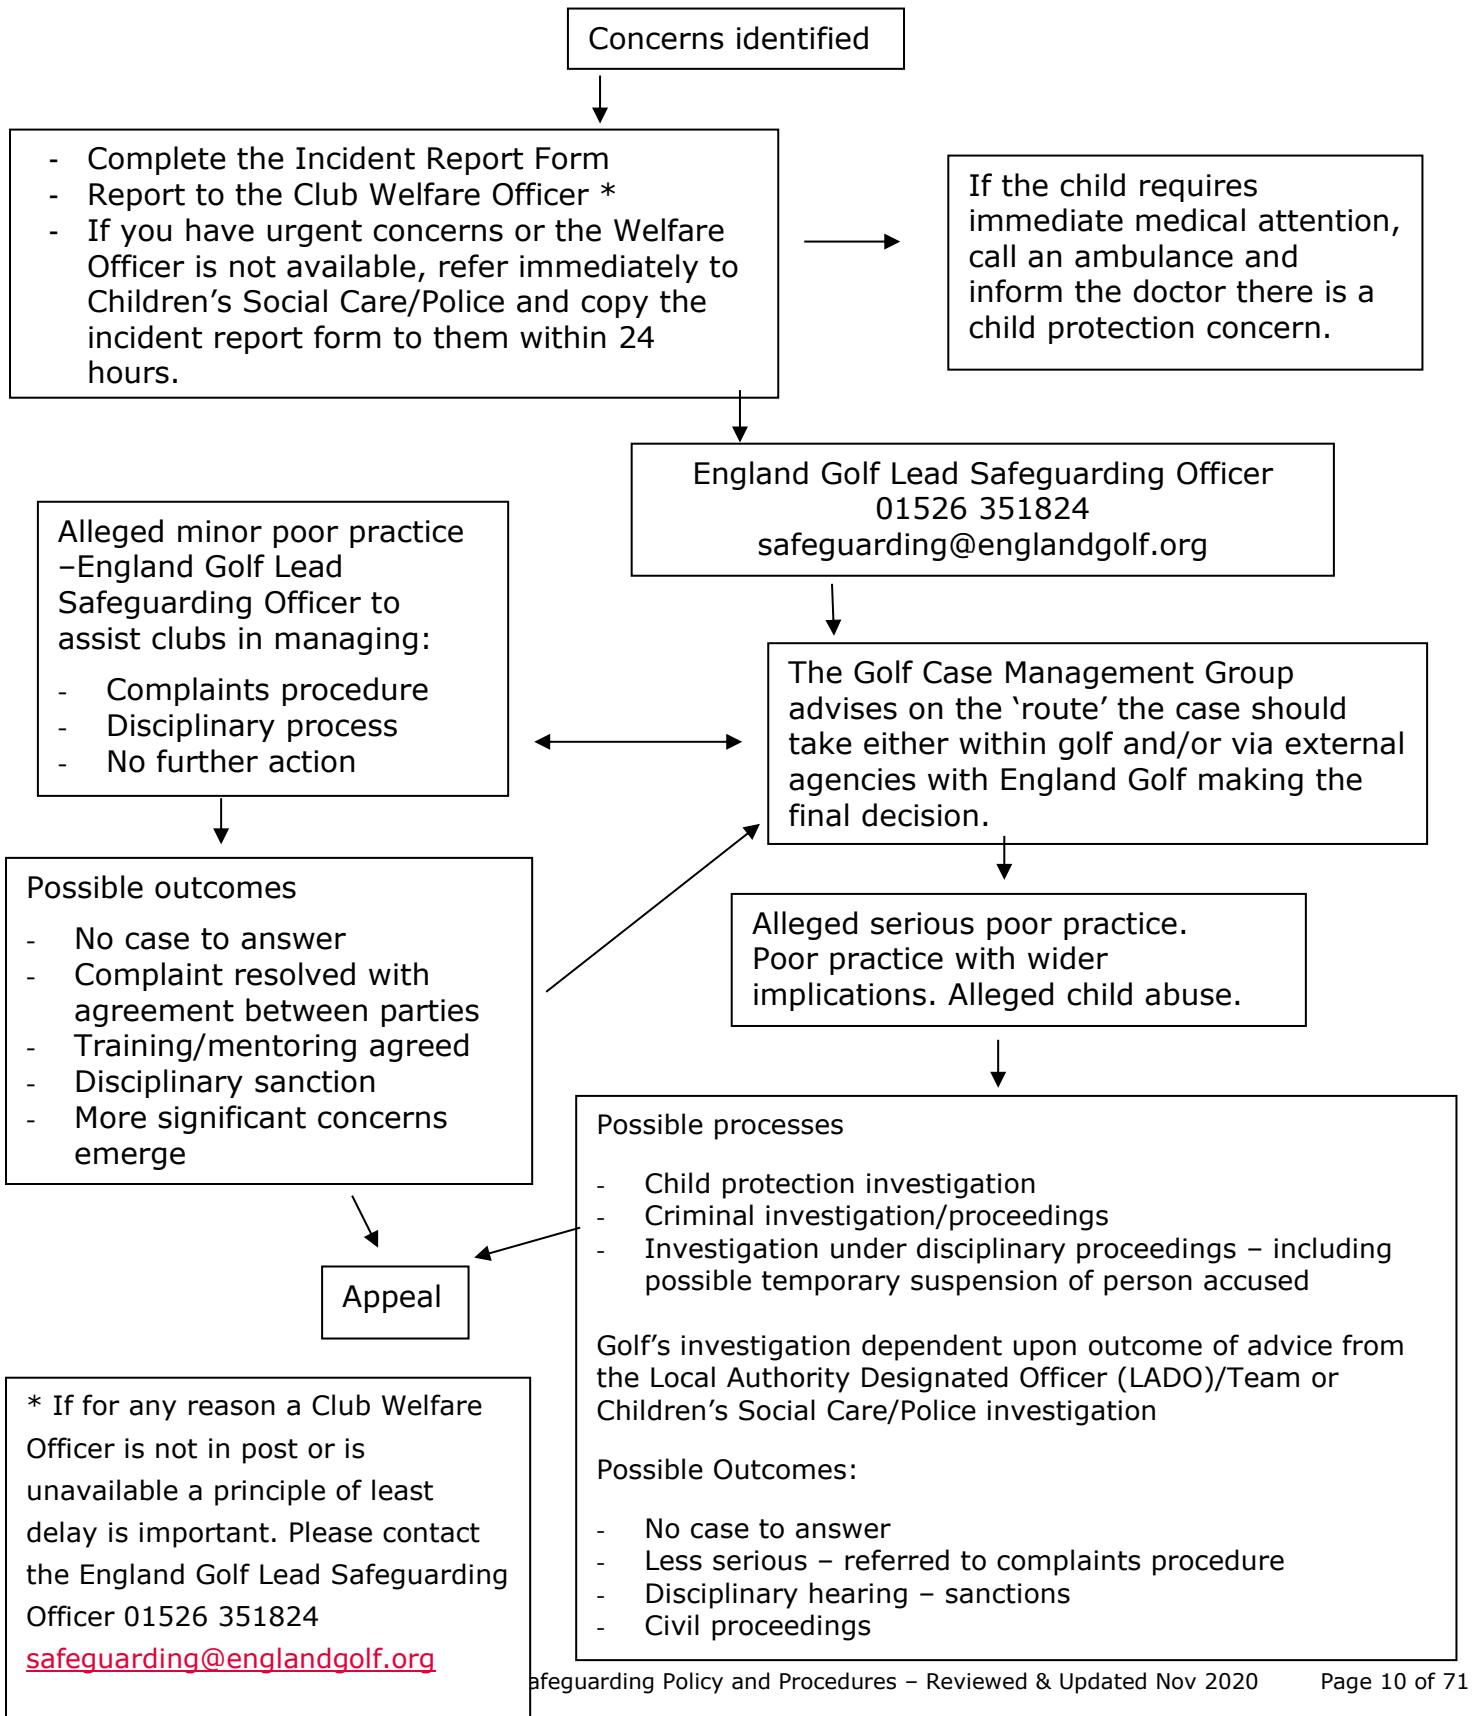 Concerns identified
- Complete the Incident Report Form
- Report to the Club Welfare Officer *
- If you have urgent concerns or the Welfare
Officer is not available, refer immediately to
Children’s Social Care/Police and copy the
incident report form to them within 24
hours.
If the child requires
immediate medical attention,
call an ambulance and
inform the doctor there is a
child protection concern.
England Golf Lead Safeguarding Officer
01526 351824
safeguarding@englandgolf.org
Alleged minor poor practice
–England Golf Lead
Safeguarding Officer to
assist clubs in managing:
- Complaints procedure
- Disciplinary process
- No further action
The Golf Case Management Group
advises on the ‘route’ the case should
take either within golf and/or via external
agencies with England Golf making the
final decision.
Possible outcomes
- No case to answer
- Complaint resolved with
agreement between parties
- Training/mentoring agreed
- Disciplinary sanction
- More significant concerns
emerge
Alleged serious poor practice.
Poor practice with wider
implications. Alleged child abuse.
Possible processes
- Child protection investigation
- Criminal investigation/proceedings
- Investigation under disciplinary proceedings – including
possible temporary suspension of person accused
Golf’s investigation dependent upon outcome of advice from
the Local Authority Designated Officer (LADO)/Team or
Children’s Social Care/Police investigation
Possible Outcomes:
- No case to answer
- Less serious – referred to complaints procedure
- Disciplinary hearing – sanctions
- Civil proceedings
Appeal
* If for any reason a Club Welfare
Officer is not in post or is
unavailable a principle of least
delay is important. Please contact
the England Golf Lead Safeguarding
Officer 01526 351824
safeguarding@englandgolf.org
afeguarding Policy and Procedures – Reviewed & Updated Nov 2020 Page 10 of 71